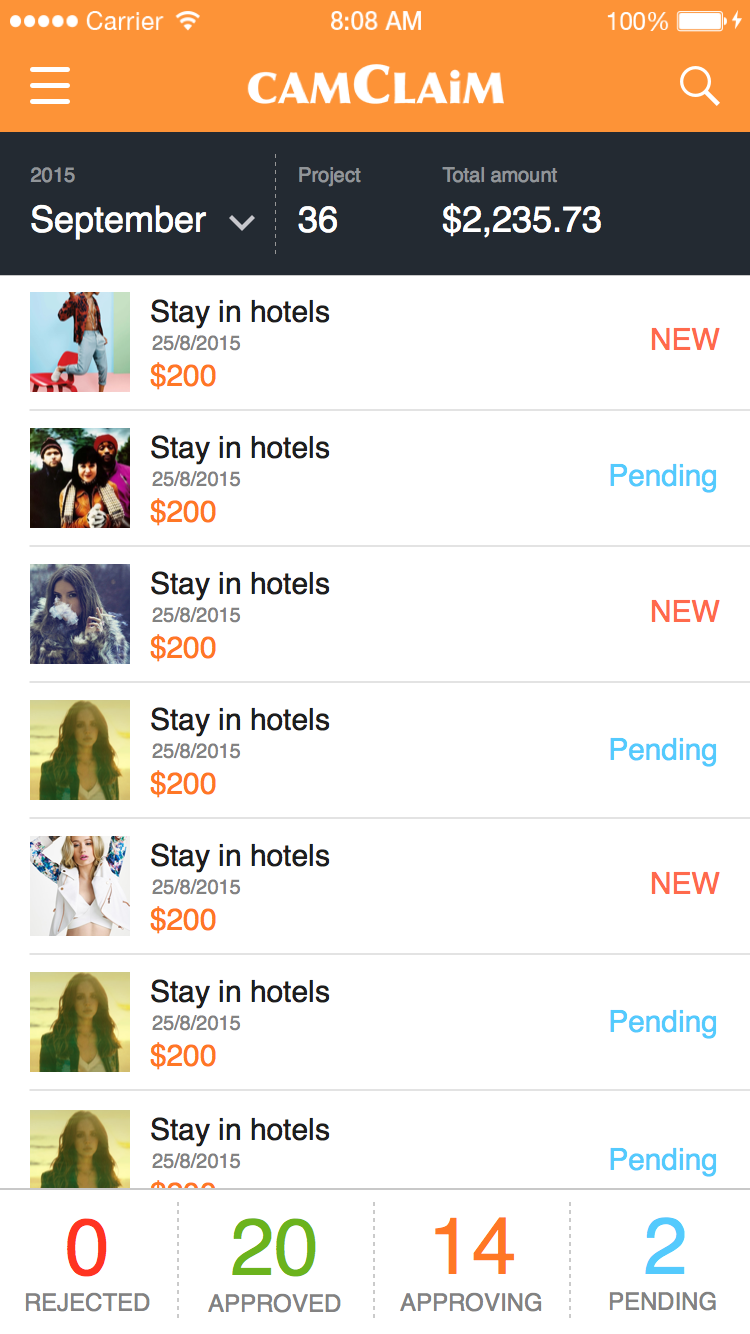 Carrier 8:08 AM 100%
CAMCLAiM
2015 Project Total amount
September 36 $2,235.73
Stay in hotels
25/8/2015
$200
NEW
Stay in hotels
25/8/2015
$200
Pending
Stay in hotels
25/8/2015
$200
NEW
Stay in hotels
25/8/2015
$200
Pending
Stay in hotels
25/8/2015
$200
NEW
Stay in hotels
25/8/2015
$200
Pending
Stay in hotels
25/8/2015
Pending
0 20 14 2
REJECTED APPROVED APPROVING PENDING